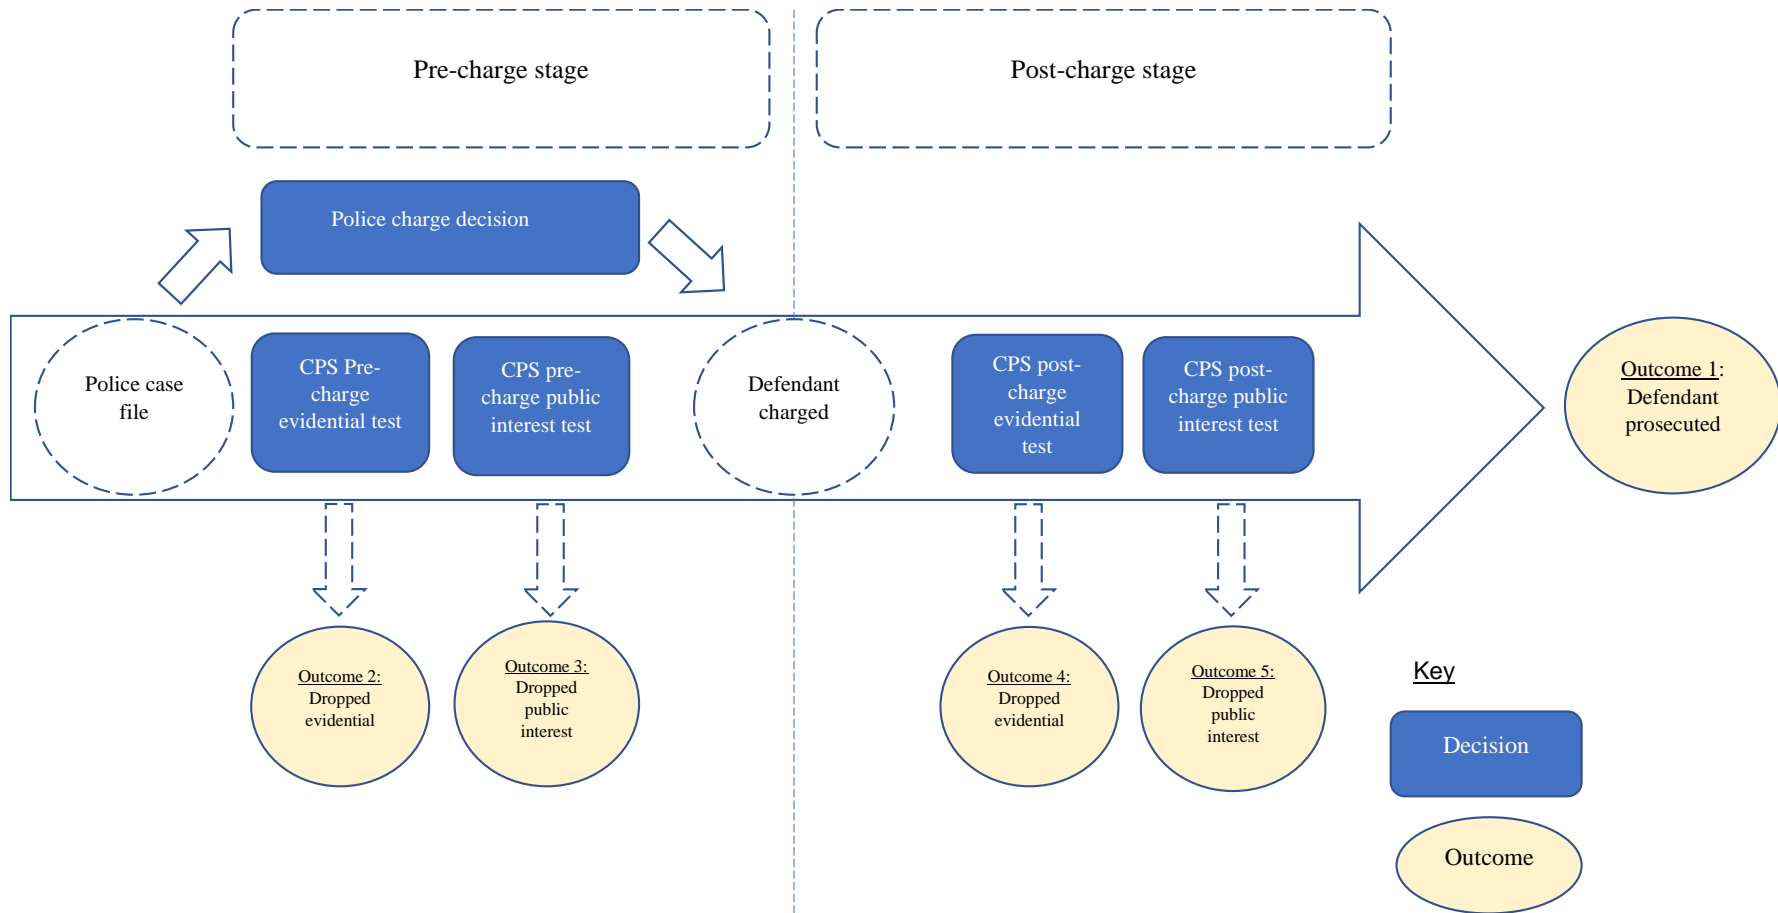 Pre-charge stage
Post-charge stage
Police charge decision
Police case
file
CPS Pre-
charge
evidential test
CPS pre-
charge public
interest test
Defendant
charged
CPS post-
charge
evidential
test
CPS post-
charge public
interest test
Outcome 1:
Defendant
prosecuted
Outcome 2:
Dropped
evidential
Outcome 3:
Dropped
public
interest
Outcome 4:
Dropped
evidential
Outcome 5:
Dropped
public
interest
Key
Decision
Outcome